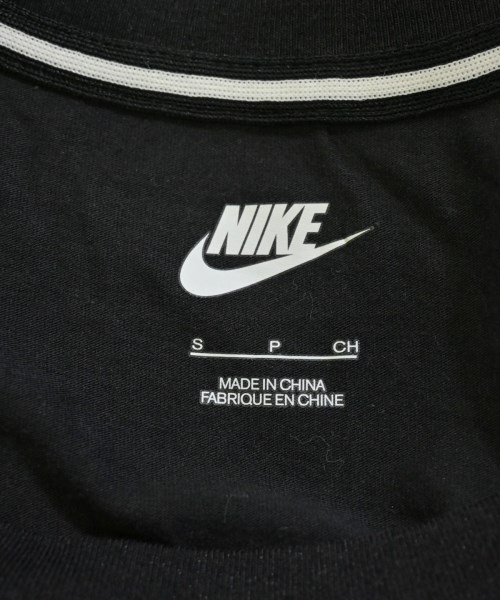 NIKE
S P CH
MADE IN CHINA
FABRIQUE EN CHINE